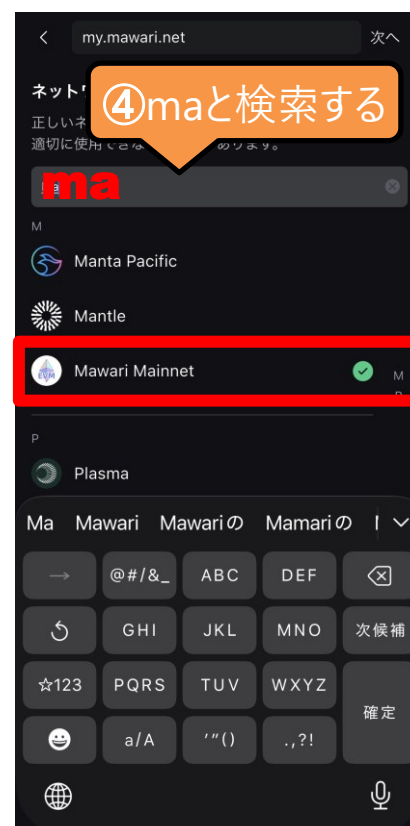 my.mawari.net
次へ
ネットワ
④maと検索する
正しいネ
適切に使用できな
あります。
ma
M
Manta Pacific
Mantle
Mawari Mainnet
EVM
M
P
P
Plasma
Ma Mawari Mawariの Mamariの
→ @#/&_ ABC DEF
GHI JKL MNO 次候補
☆123 PQRS TUV WXYZ
確定
a/A ’”() .,?!